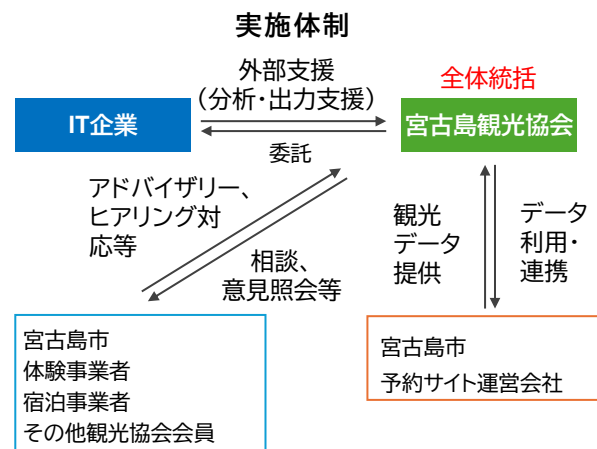 実施体制
外部支援
(分析・出力支援)
全体統括
IT企業
宮古島観光協会
委託
アドバイザリー、
ヒアリング対
応等
相談、
意見照会等
観光
データ
提供
データ
利用・
連携
宮古島市
体験事業者
宿泊事業者
その他観光協会会員
宮古島市
予約サイト運営会社